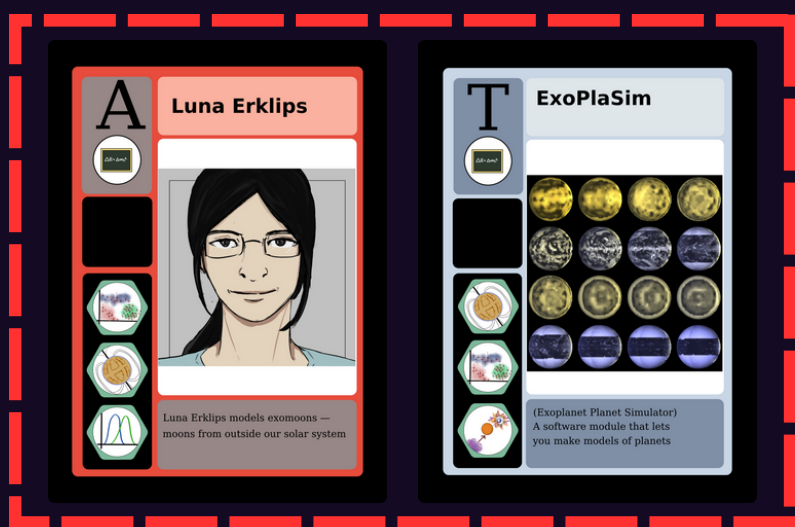 A
Luna Erklips
Luna Erklips models exomoons —
moons from outside our solar system
T
ExoPlaSim
(Exoplanet Planet Simulator)
A software module that lets
you make models of planets